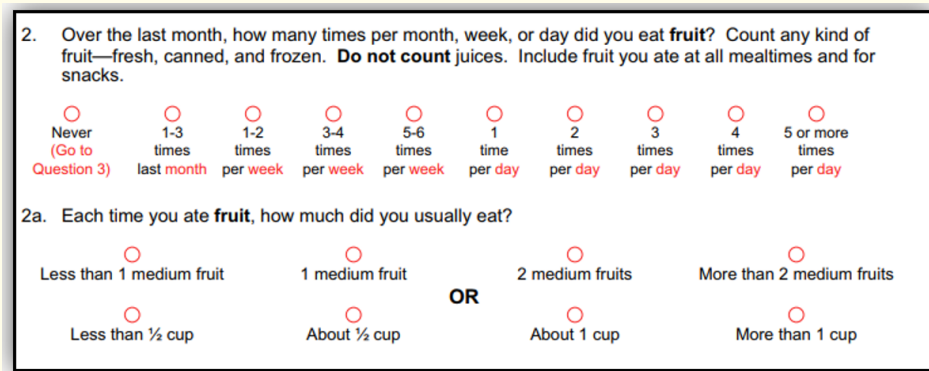 2. Over the last month, how many times per month, week, or day did you eat fruit? Count any kind of
fruit—fresh, canned, and frozen. Do not count juices. Include fruit you ate at all mealtimes and for
snacks.
Never 1-3 1-2 3-4 5-6 1 2 3 4 5 or more
(Go to times times times times time times times times times
Question 3) last month per week per week per week per day per day per day per day per day
2a. Each time you ate fruit, how much did you usually eat?
Less than 1 medium fruit 1 medium fruit 2 medium fruits More than 2 medium fruits
OR
Less than ½ cup About ½ cup About 1 cup More than 1 cup